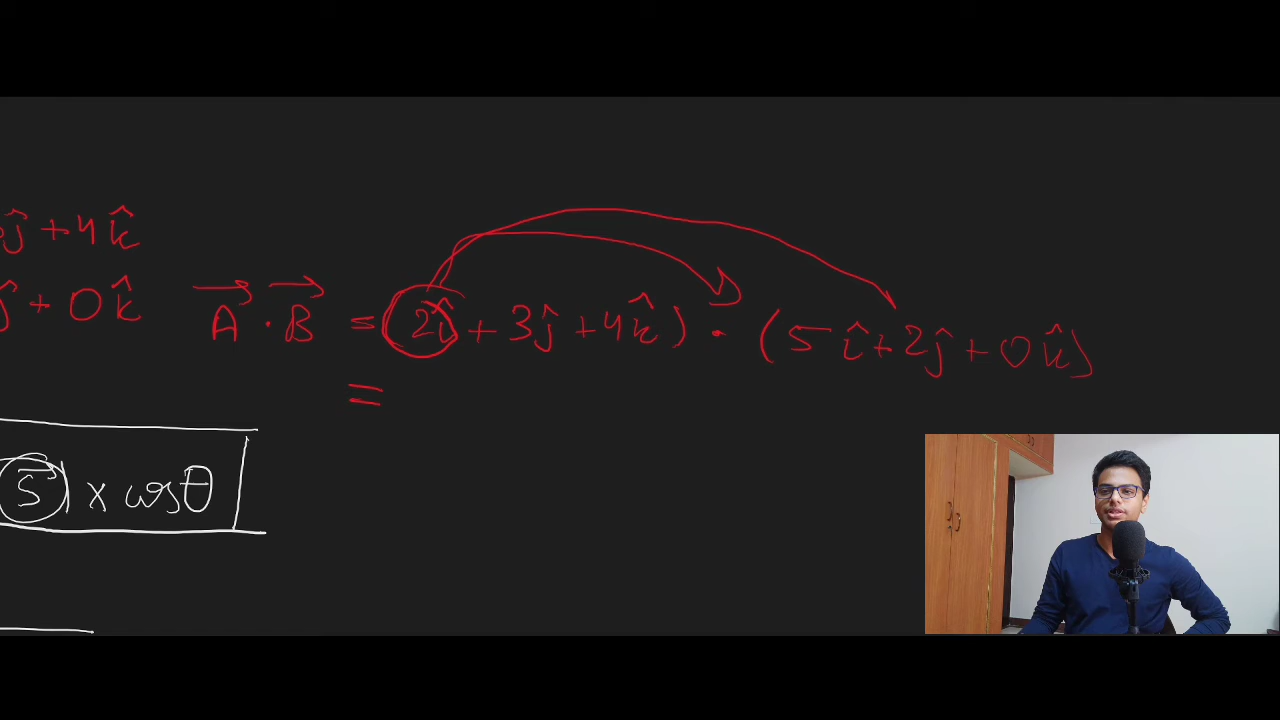 ĵ + 4k̂
ĵ + 0k̂
A⃗ · B⃗ = (2î + 3ĵ + 4k̂) · (5î + 2ĵ + 0k̂)
=
S⃗| x cosθ